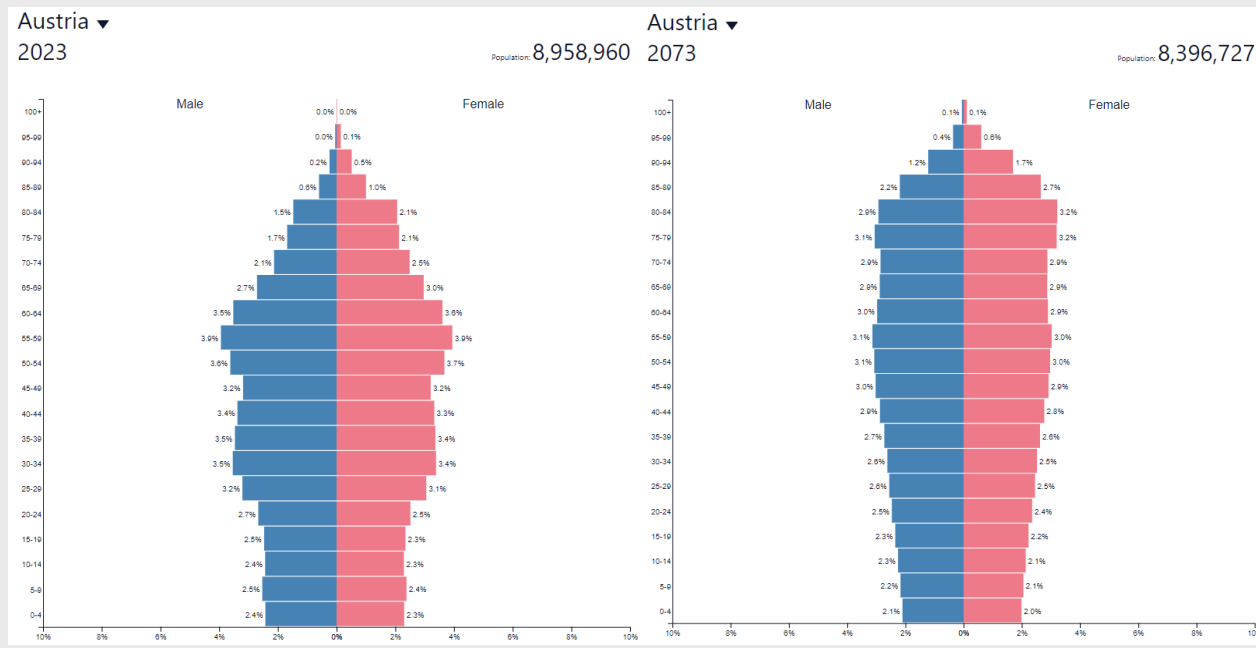 Austria
2023
Population: 8,958,960
Male Female
100+ 0.0% 0.0%
95-99 0.0% 0.1%
90-94 0.2% 0.5%
85-89 0.6% 1.0%
80-84 1.5% 2.1%
75-79 1.7% 2.1%
70-74 2.1% 2.5%
65-69 2.7% 3.0%
60-64 3.5% 3.6%
55-59 3.9% 3.9%
50-54 3.6% 3.7%
45-49 3.2% 3.2%
40-44 3.4% 3.3%
35-39 3.5% 3.4%
30-34 3.5% 3.4%
25-29 3.2% 3.1%
20-24 2.7% 2.5%
15-19 2.5% 2.3%
10-14 2.4% 2.3%
5-9 2.5% 2.4%
0-4 2.4% 2.3%
10% 8% 6% 4% 2% 0% 2% 4% 6% 8% 10%
Austria
2073
Population: 8,396,727
Male Female
100+ 0.1% 0.1%
95-99 0.4% 0.6%
90-94 1.2% 1.7%
85-89 2.2% 2.7%
80-84 2.9% 3.2%
75-79 3.1% 3.2%
70-74 2.9% 2.9%
65-69 2.9% 2.9%
60-64 3.0% 2.9%
55-59 3.1% 3.0%
50-54 3.1% 3.0%
45-49 3.0% 2.9%
40-44 2.9% 2.8%
35-39 2.7% 2.6%
30-34 2.6% 2.5%
25-29 2.6% 2.5%
20-24 2.5% 2.4%
15-19 2.3% 2.2%
10-14 2.3% 2.1%
5-9 2.2% 2.1%
0-4 2.1% 2.0%
10% 8% 6% 4% 2% 0% 2% 4% 6% 8% 10